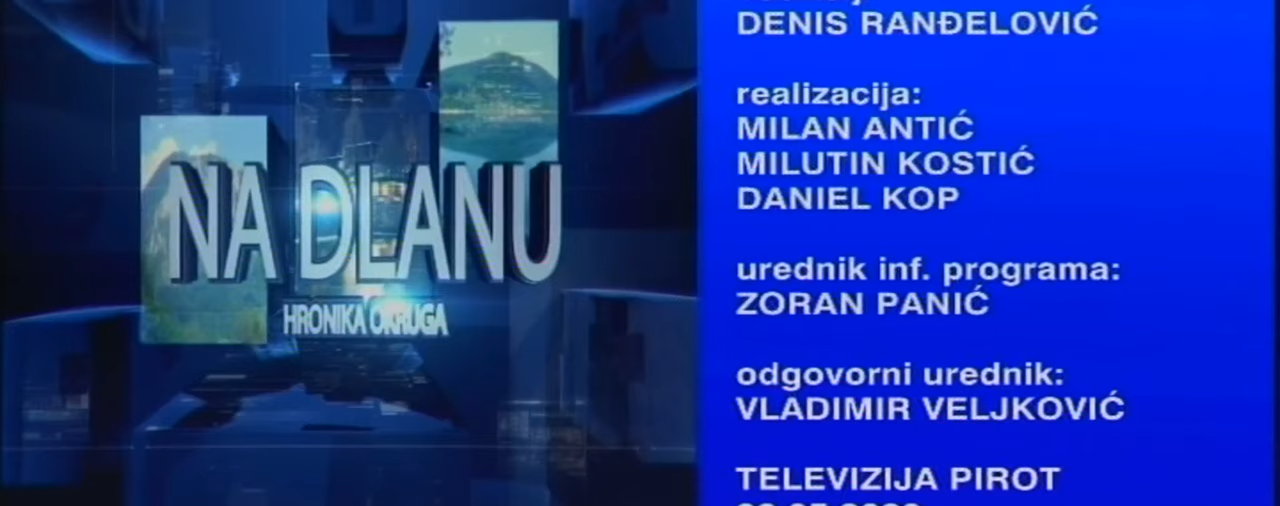 NA DLANU
HRONIKA OKRUGA
DENIS RANĐELOVIĆ
realizacija:
MILAN ANTIĆ
MILUTIN KOSTIĆ
DANIEL KOP
urednik inf. programa:
ZORAN PANIĆ
odgovorni urednik:
VLADIMIR VELJKOVIĆ
TELEVIZIJA PIROT